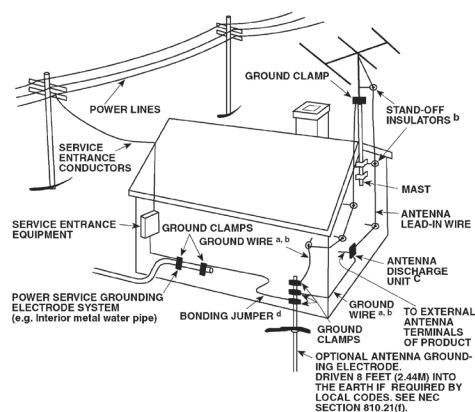 GROUND CLAMP
POWER LINES
STAND-OFF
INSULATORS b
SERVICE
ENTRANCE
CONDUCTORS
MAST
ANTENNA
LEAD-IN WIRE
SERVICE ENTRANCE
EQUIPMENT
GROUND CLAMPS
GROUND WIRE a, b
ANTENNA
DISCHARGE
UNIT C
POWER SERVICE GROUNDING
ELECTRODE SYSTEM
(e.g. interior metal water pipe)
BONDING JUMPER d
GROUND
WIRE a, b
TO EXTERNAL
ANTENNA
TERMINALS
OF PRODUCT
GROUND
CLAMPS
OPTIONAL ANTENNA GROUND-
ING ELECTRODE.
DRIVEN 8 FEET (2.44M) INTO
THE EARTH IF REQUIRED BY
LOCAL CODES. SEE NEC
SECTION 810.21(f).